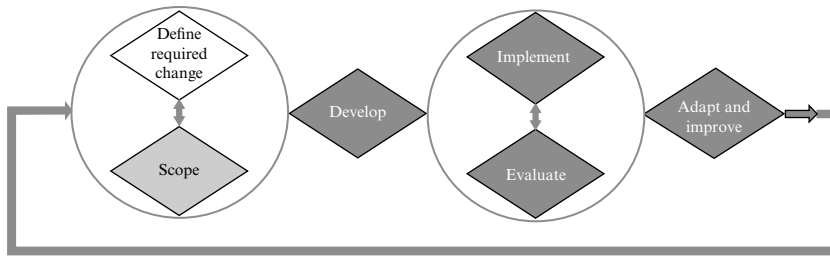 Define
required
change
Scope
Develop
Implement
Evaluate
Adapt and
improve